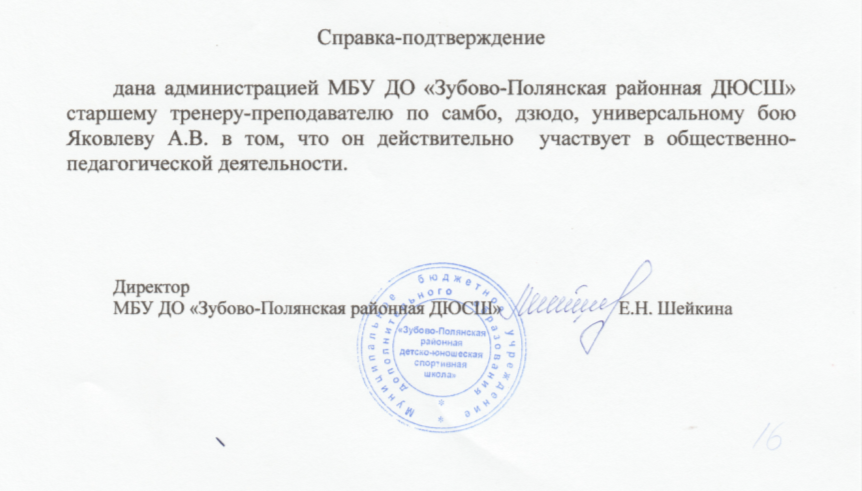 Справка-подтверждение
дана администрацией МБУ ДО «Зубово-Полянская районная ДЮСШ»
старшему тренеру-преподавателю по самбо, дзюдо, универсальному бою
Яковлеву А.В. в том, что он действительно участвует в общественно-
педагогической деятельности.
Директор
МБУ ДО «Зубово-Полянская районная ДЮСШ» Е.Н. Шейкина
Муниципальное бюджетное учреждение
дополнительного образования
«Зубово-Полянская
районная
детско-юношеская
спортивная
школа»
16